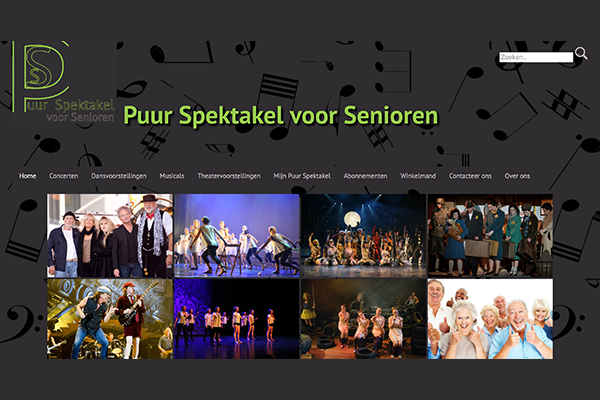 Zoeken...
PSS
Puur Spektakel
voor Senioren
Puur Spektakel voor Senioren
Home Concerten Dansvoorstellingen Musicals Theatervoorstellingen Mijn Puur Spektakel Abonnementen Winkelmand Contacteer ons Over ons